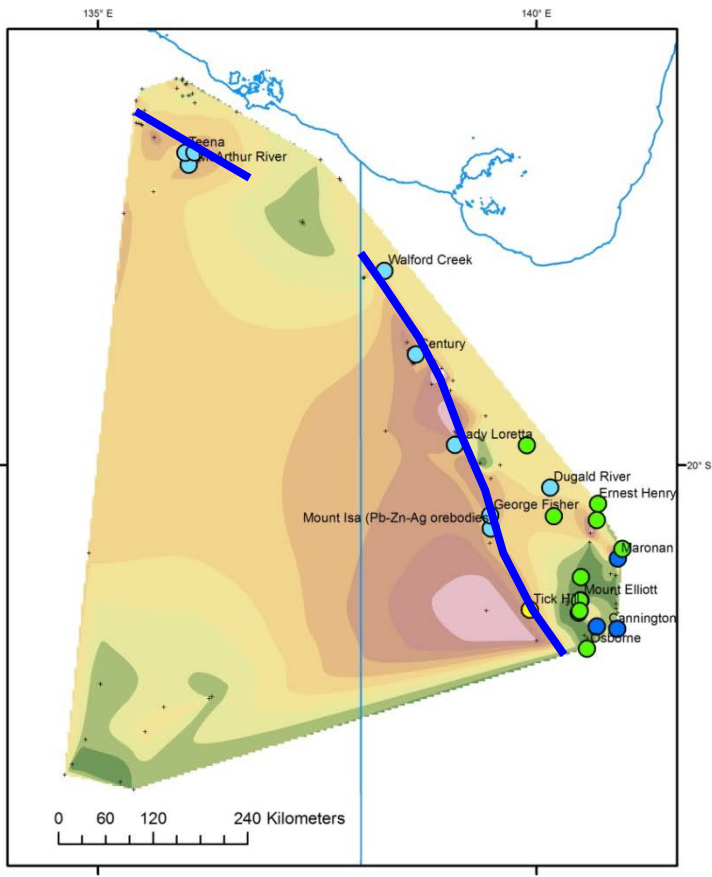 135° E
140° E
Teena
McArthur River
Walford Creek
Century
Lady Loretta
20° S
Dugald River
Ernest Henry
George Fisher
Mount Isa (Pb-Zn-Ag orebodies)
Maronan
Mount Elliott
Tick Hill
Cannington
Osborne
0 60 120 240 Kilometers